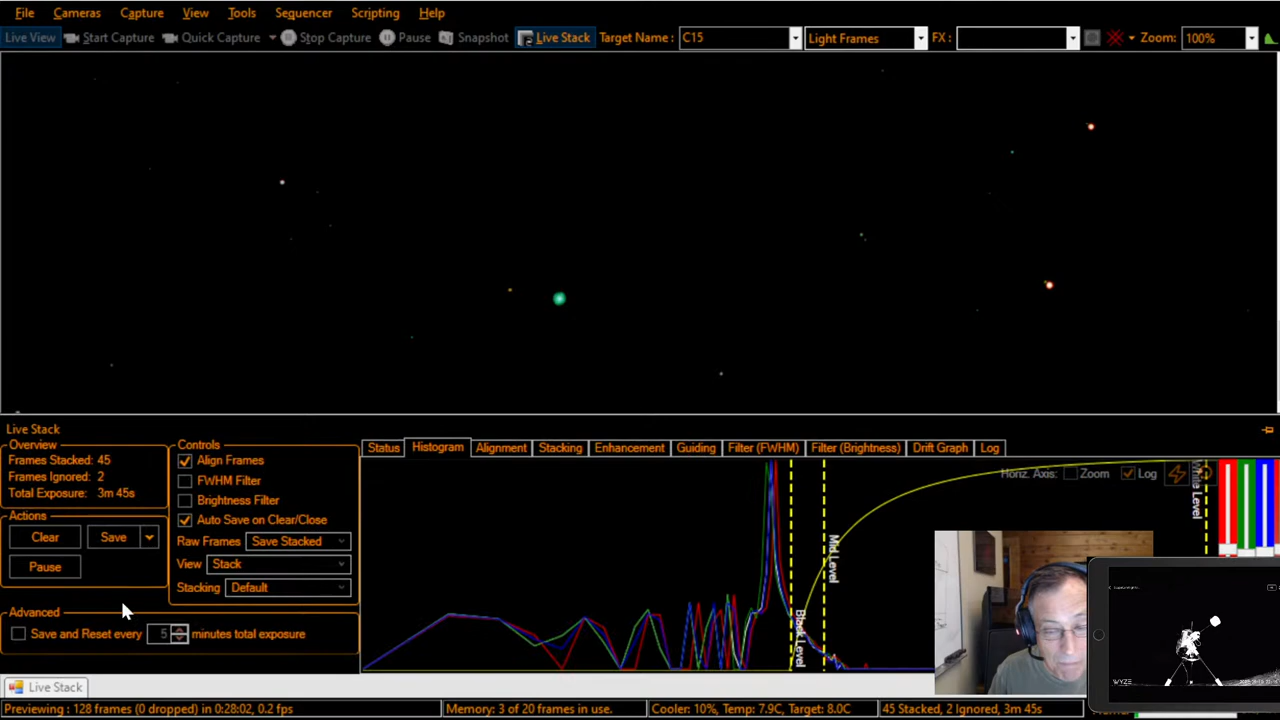 File Cameras Capture View Tools Sequencer Scripting Help
Live View Start Capture Quick Capture Stop Capture Pause Snapshot Live Stack Target Name : C15 Light Frames FX : Zoom: 100%
Live Stack
Overview
Frames Stacked: 45
Frames Ignored: 2
Total Exposure: 3m 45s
Actions
Clear Save
Pause
Controls
Align Frames
FWHM Filter
Brightness Filter
Auto Save on Clear/Close
Raw Frames Save Stacked
View Stack
Stacking Default
Advanced
Save and Reset every 5 minutes total exposure
Status Histogram Alignment Stacking Enhancement Guiding Filter (FWHM) Filter (Brightness) Drift Graph Log
Horiz. Axis: Zoom Log
Black Level
Mid Level
White Level
WYZE
Live Stack
Previewing : 128 frames (0 dropped) in 0:28:02, 0.2 fps Memory: 3 of 20 frames in use. Cooler: 10%, Temp: 7.9C, Target: 8.0C 45 Stacked, 2 Ignored, 3m 45s